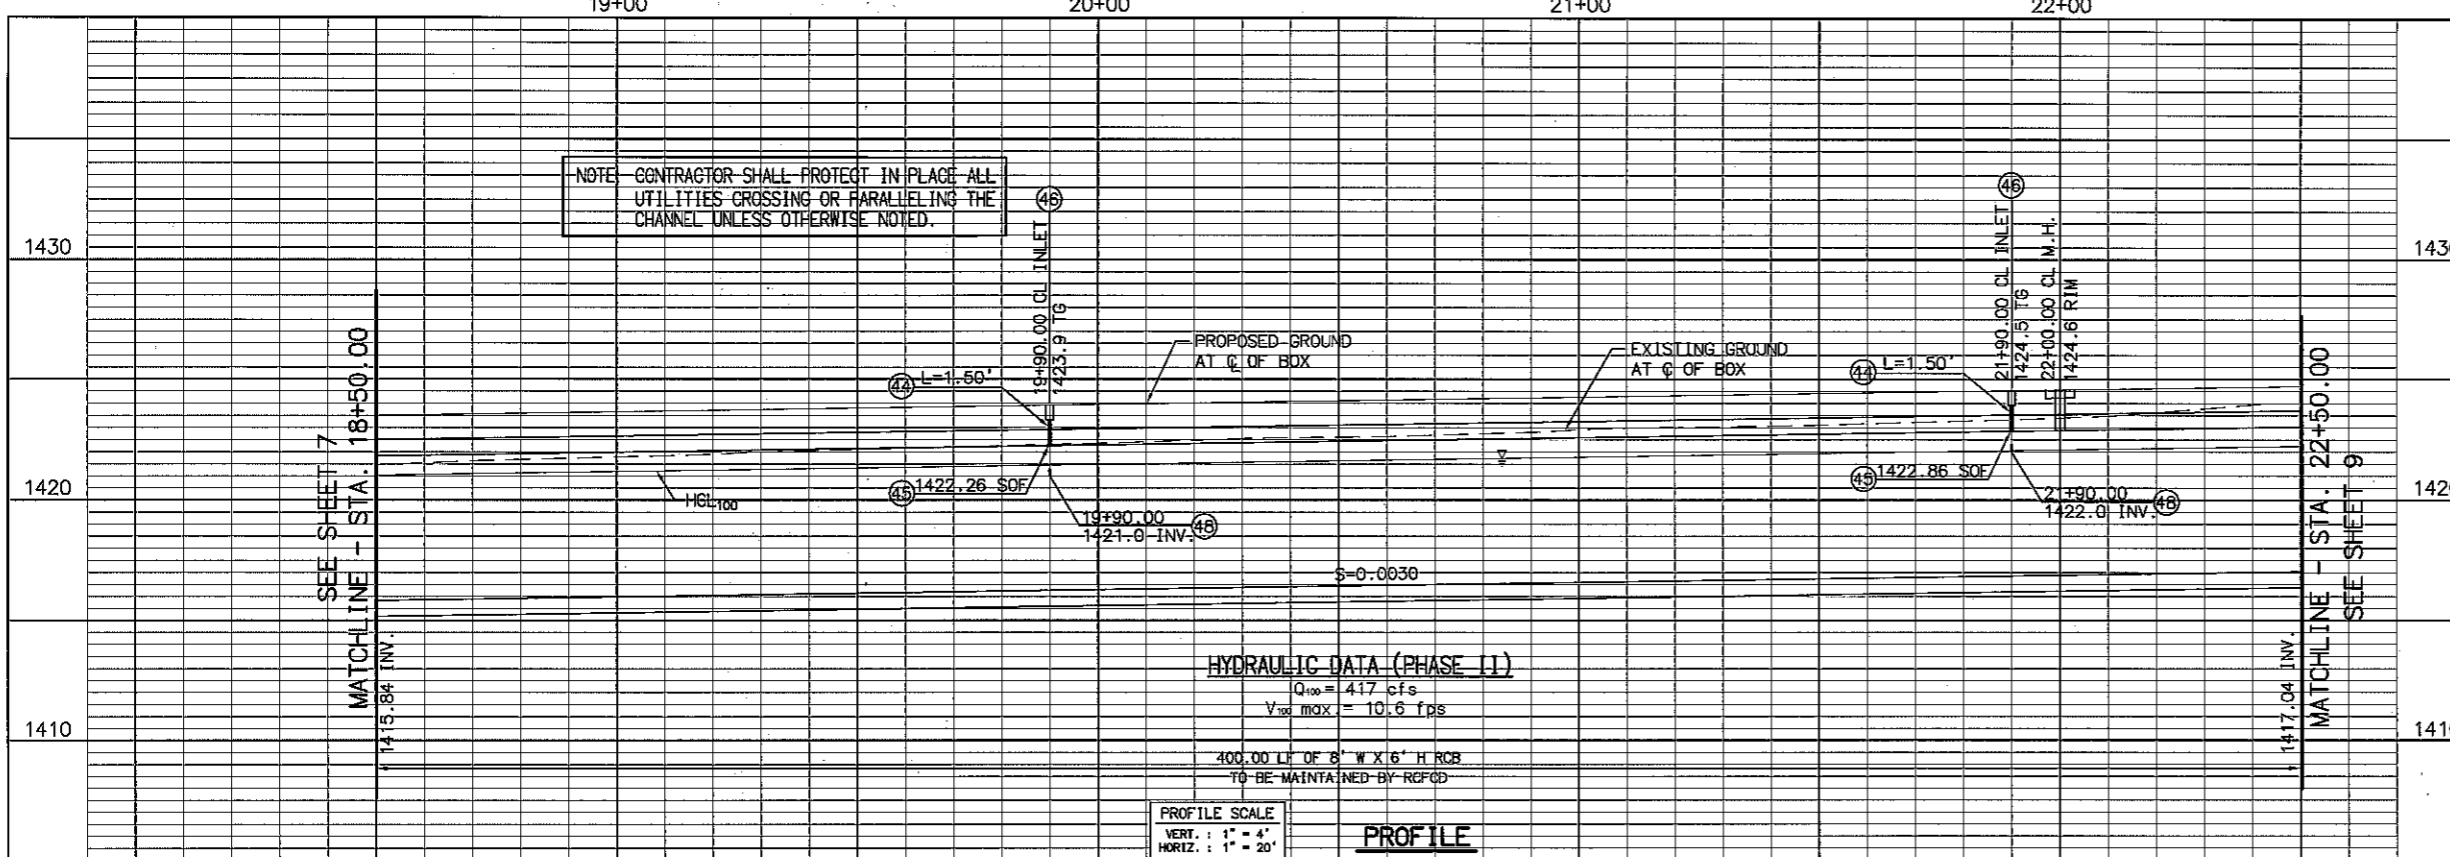 19+00
20+00
21+00
22+00
NOTE: CONTRACTOR SHALL PROTECT IN PLACE ALL
UTILITIES CROSSING OR PARALLELING THE
CHANNEL UNLESS OTHERWISE NOTED.
46
46
1430
1430
19+90.00 CL INLET
1423.9 TG
21+90.00 CL INLET
1424.5 TG
22+00.00 CL M.H.
1424.6 RIM
PROPOSED GROUND
AT ℄ OF BOX
EXISTING GROUND
AT ℄ OF BOX
44 L=1.50'
44 L=1.50'
SEE SHEET 7
MATCHLINE - STA. 18+50.00
MATCHLINE - STA. 22+50.00
SEE SHEET 9
1420
1420
HGL100
45 1422.26 SOF
45 1422.86 SOF
19+90.00
1421.0 INV. 48
21+90.00
1422.0 INV. 48
S=0.0030
1415.84 INV.
1417.04 INV.
HYDRAULIC DATA (PHASE II)
Q100 = 417 cfs
V100 max. = 10.6 fps
1410
1410
400.00 LF OF 8' W X 6' H RCB
TO BE MAINTAINED BY RCFCD
PROFILE SCALE
VERT. : 1" = 4'
HORIZ. : 1" = 20'
PROFILE